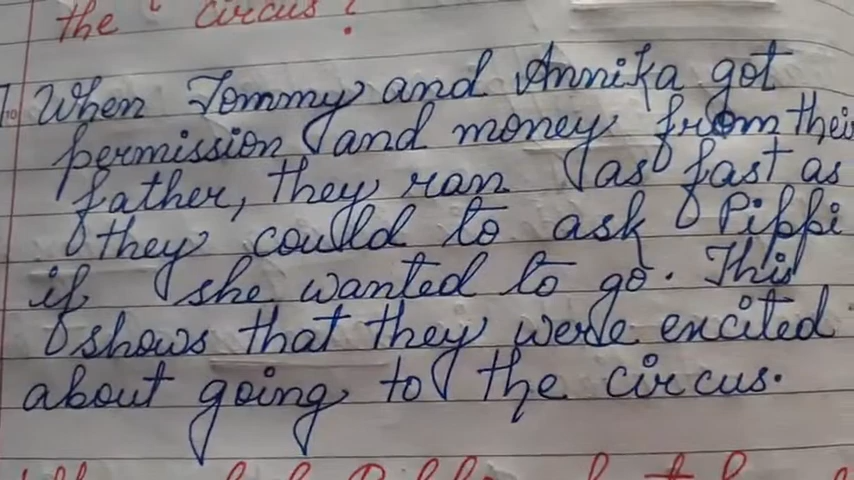 the circus?
When Tommy and Annika got
permission and money from their
father, they ran as fast as
they could to ask Pippi
if she wanted to go. This
shows that they were excited
about going to the circus.